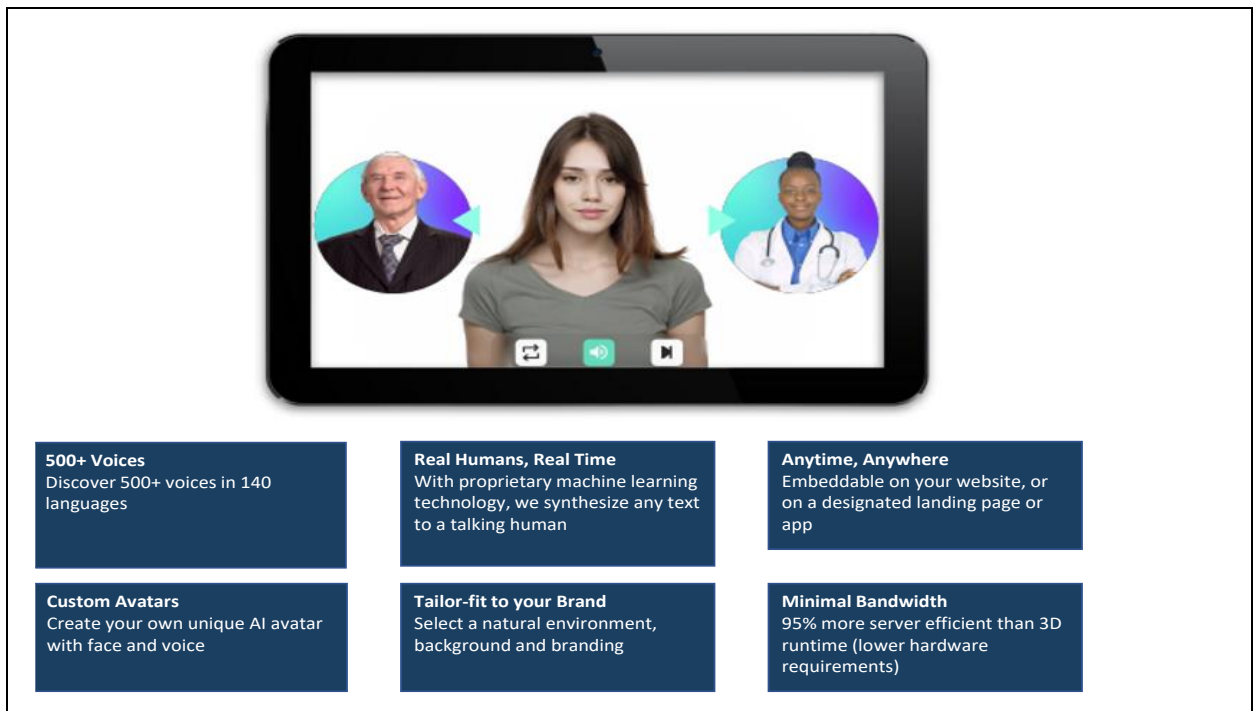 500+ Voices
Discover 500+ voices in 140
languages
Real Humans, Real Time
With proprietary machine learning
technology, we synthesize any text
to a talking human
Anytime, Anywhere
Embeddable on your website, or
on a designated landing page or
app
Custom Avatars
Create your own unique AI avatar
with face and voice
Tailor-fit to your Brand
Select a natural environment,
background and branding
Minimal Bandwidth
95% more server efficient than 3D
runtime (lower hardware
requirements)